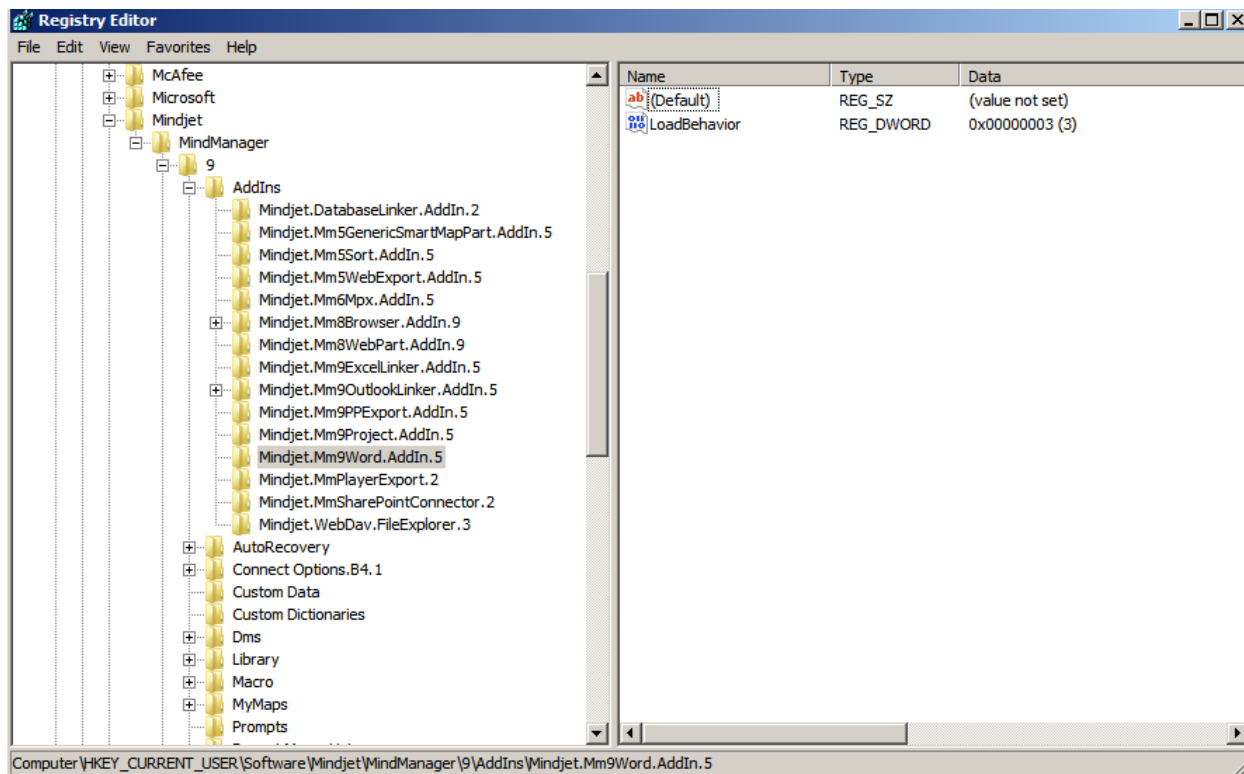 Registry Editor
File Edit View Favorites Help
McAfee
Microsoft
Mindjet
MindManager
9
AddIns
Mindjet.DatabaseLinker.AddIn.2
Mindjet.Mm5GenericSmartMapPart.AddIn.5
Mindjet.Mm5Sort.AddIn.5
Mindjet.Mm5WebExport.AddIn.5
Mindjet.Mm6Mpx.AddIn.5
Mindjet.Mm8Browser.AddIn.9
Mindjet.Mm8WebPart.AddIn.9
Mindjet.Mm9ExcelLinker.AddIn.5
Mindjet.Mm9OutlookLinker.AddIn.5
Mindjet.Mm9PPExport.AddIn.5
Mindjet.Mm9Project.AddIn.5
Mindjet.Mm9Word.AddIn.5
Mindjet.MmPlayerExport.2
Mindjet.MmSharePointConnector.2
Mindjet.WebDav.FileExplorer.3
AutoRecovery
Connect Options.B4.1
Custom Data
Custom Dictionaries
Dms
Library
Macro
MyMaps
Prompts
Name Type Data
ab (Default) REG_SZ (value not set)
LoadBehavior REG_DWORD 0x00000003 (3)
Computer\HKEY_CURRENT_USER\Software\Mindjet\MindManager\9\AddIns\Mindjet.Mm9Word.AddIn.5